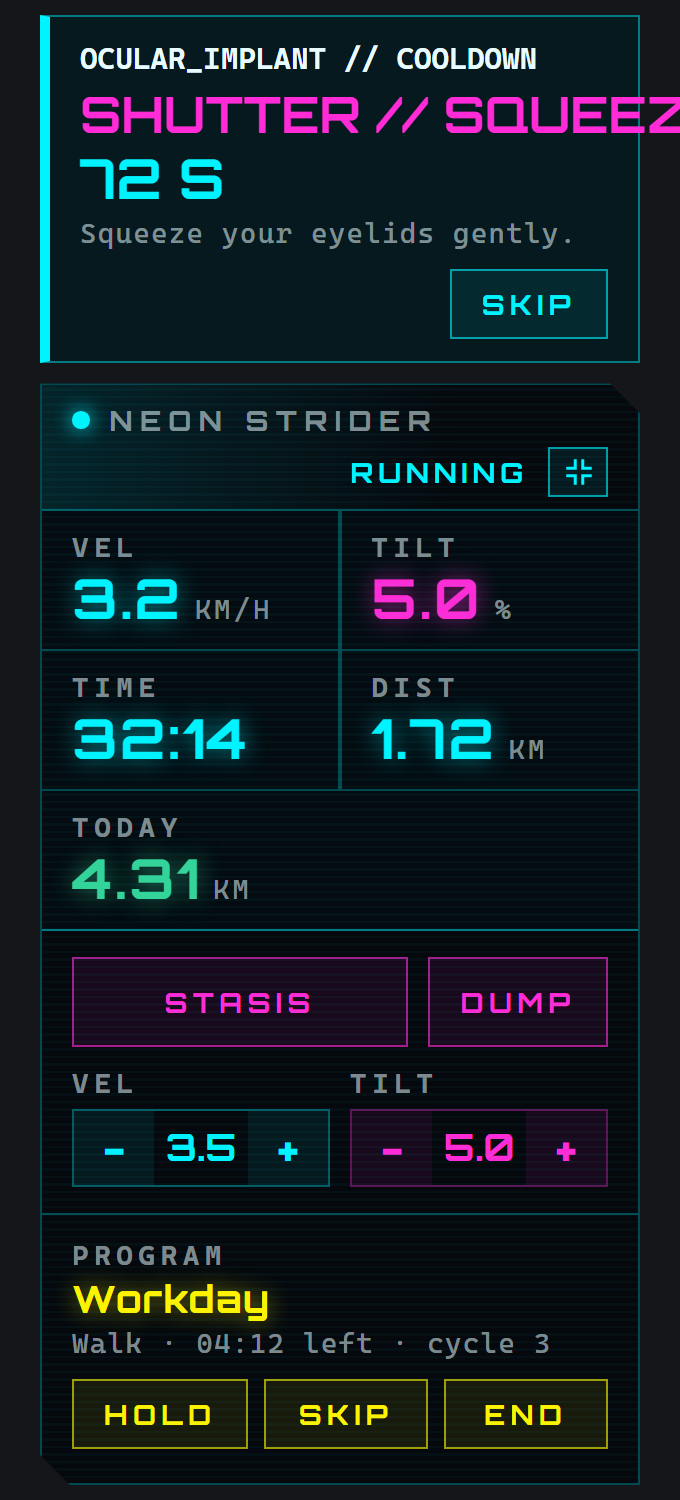 OCULAR_IMPLANT // COOLDOWN
SHUTTER // SQUEEZ
72 S
Squeeze your eyelids gently.
SKIP
NEON STRIDER
RUNNING
VEL TILT
3.2 KM/H 5.0 %
TIME DIST
32:14 1.72 KM
TODAY
4.31 KM
STASIS DUMP
VEL TILT
- 3.5 + - 5.0 +
PROGRAM
Workday
Walk · 04:12 left · cycle 3
HOLD SKIP END